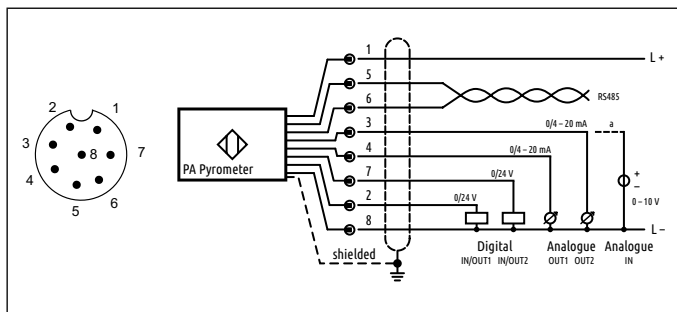 2
1
3
8
7
4
6
5
PA Pyrometer
1
L +
5
RS485
6
3
0/4 – 20 mA
a
4
0/4 – 20 mA
7
0/24 V
+
–
0 – 10 V
2
0/24 V
8
L –
shielded
Digital
IN/OUT1 IN/OUT2
Analogue
OUT1 OUT2
Analogue
IN